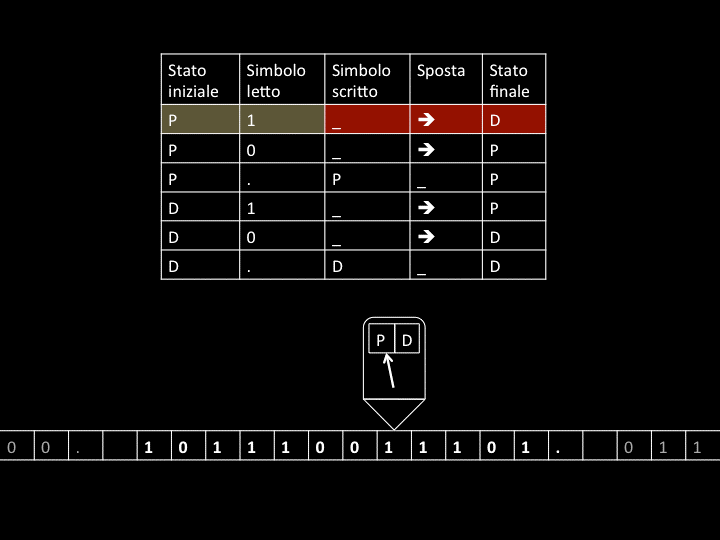 Stato iniziale Simbolo letto Simbolo scritto Sposta Stato finale
P 1 _ ➔ D
P 0 _ ➔ P
P . P _ P
D 1 _ ➔ P
D 0 _ ➔ D
D . D _ D
P D
0 0 . 1 0 1 1 1 0 0 1 1 1 0 1 . 0 1 1